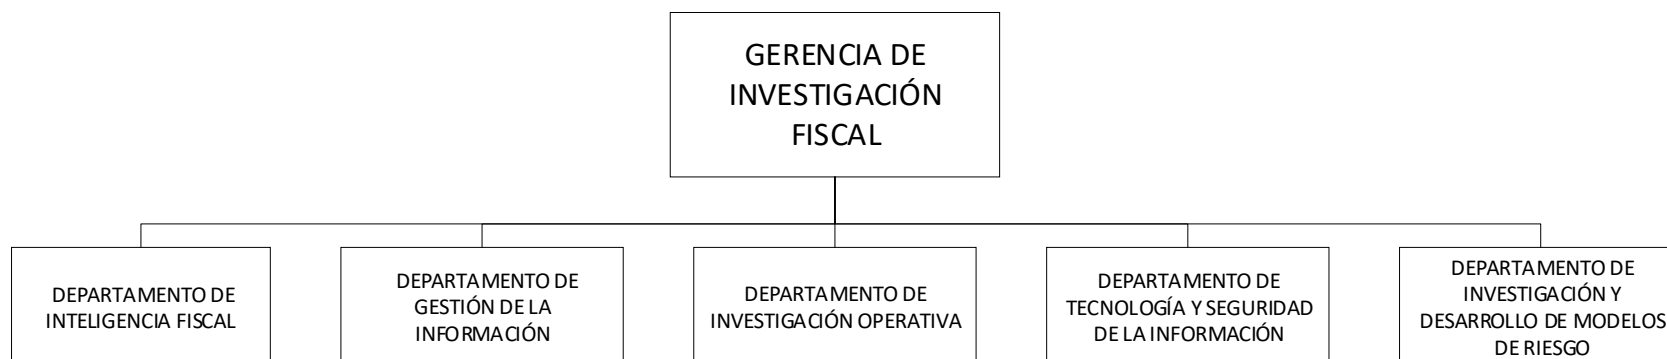 GERENCIA DE
INVESTIGACIÓN
FISCAL
DEPARTAMENTO DE
INTELIGENCIA FISCAL
DEPARTAMENTO DE
GESTIÓN DE LA
INFORMACIÓN
DEPARTAMENTO DE
INVESTIGACIÓN OPERATIVA
DEPARTAMENTO DE
TECNOLOGÍA Y SEGURIDAD
DE LA INFORMACIÓN
DEPARTAMENTO DE
INVESTIGACIÓN Y
DESARROLLO DE MODELOS
DE RIESGO